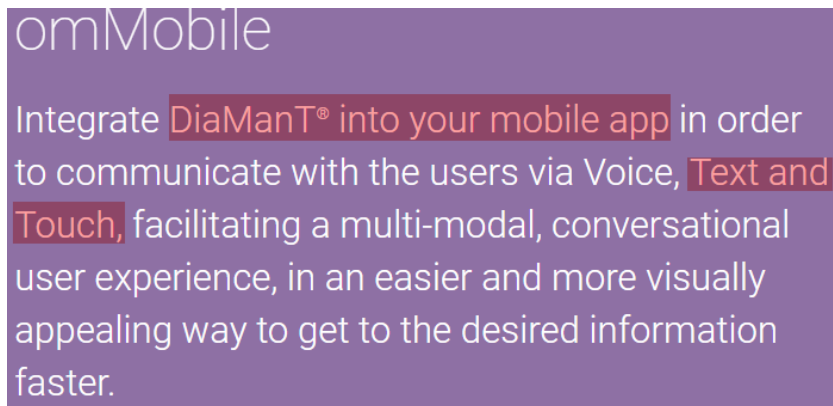 omMobile
Integrate DiaManT® into your mobile app in order
to communicate with the users via Voice, Text and
Touch, facilitating a multi-modal, conversational
user experience, in an easier and more visually
appealing way to get to the desired information
faster.